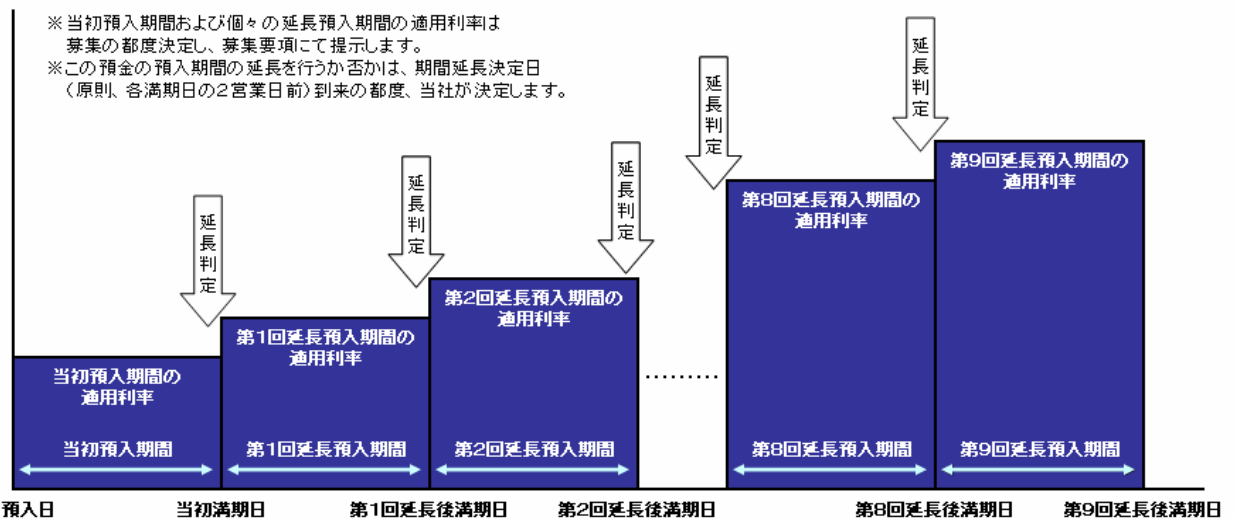 ※当初預入期間および個々の延長預入期間の適用利率は
募集の都度決定し、募集要項にて提示します。
※この預金の預入期間の延長を行うか否かは、期間延長決定日
(原則、各満期日の2営業日前)到来の都度、当社が決定します。
延長判定
延長判定
延長判定
延長判定
延長判定
当初預入期間の
適用利率
第1回延長預入期間の
適用利率
第2回延長預入期間の
適用利率
第8回延長預入期間の
適用利率
第9回延長預入期間の
適用利率
………
当初預入期間
第1回延長預入期間
第2回延長預入期間
第8回延長預入期間
第9回延長預入期間
預入日
当初満期日
第1回延長後満期日
第2回延長後満期日
第8回延長後満期日
第9回延長後満期日